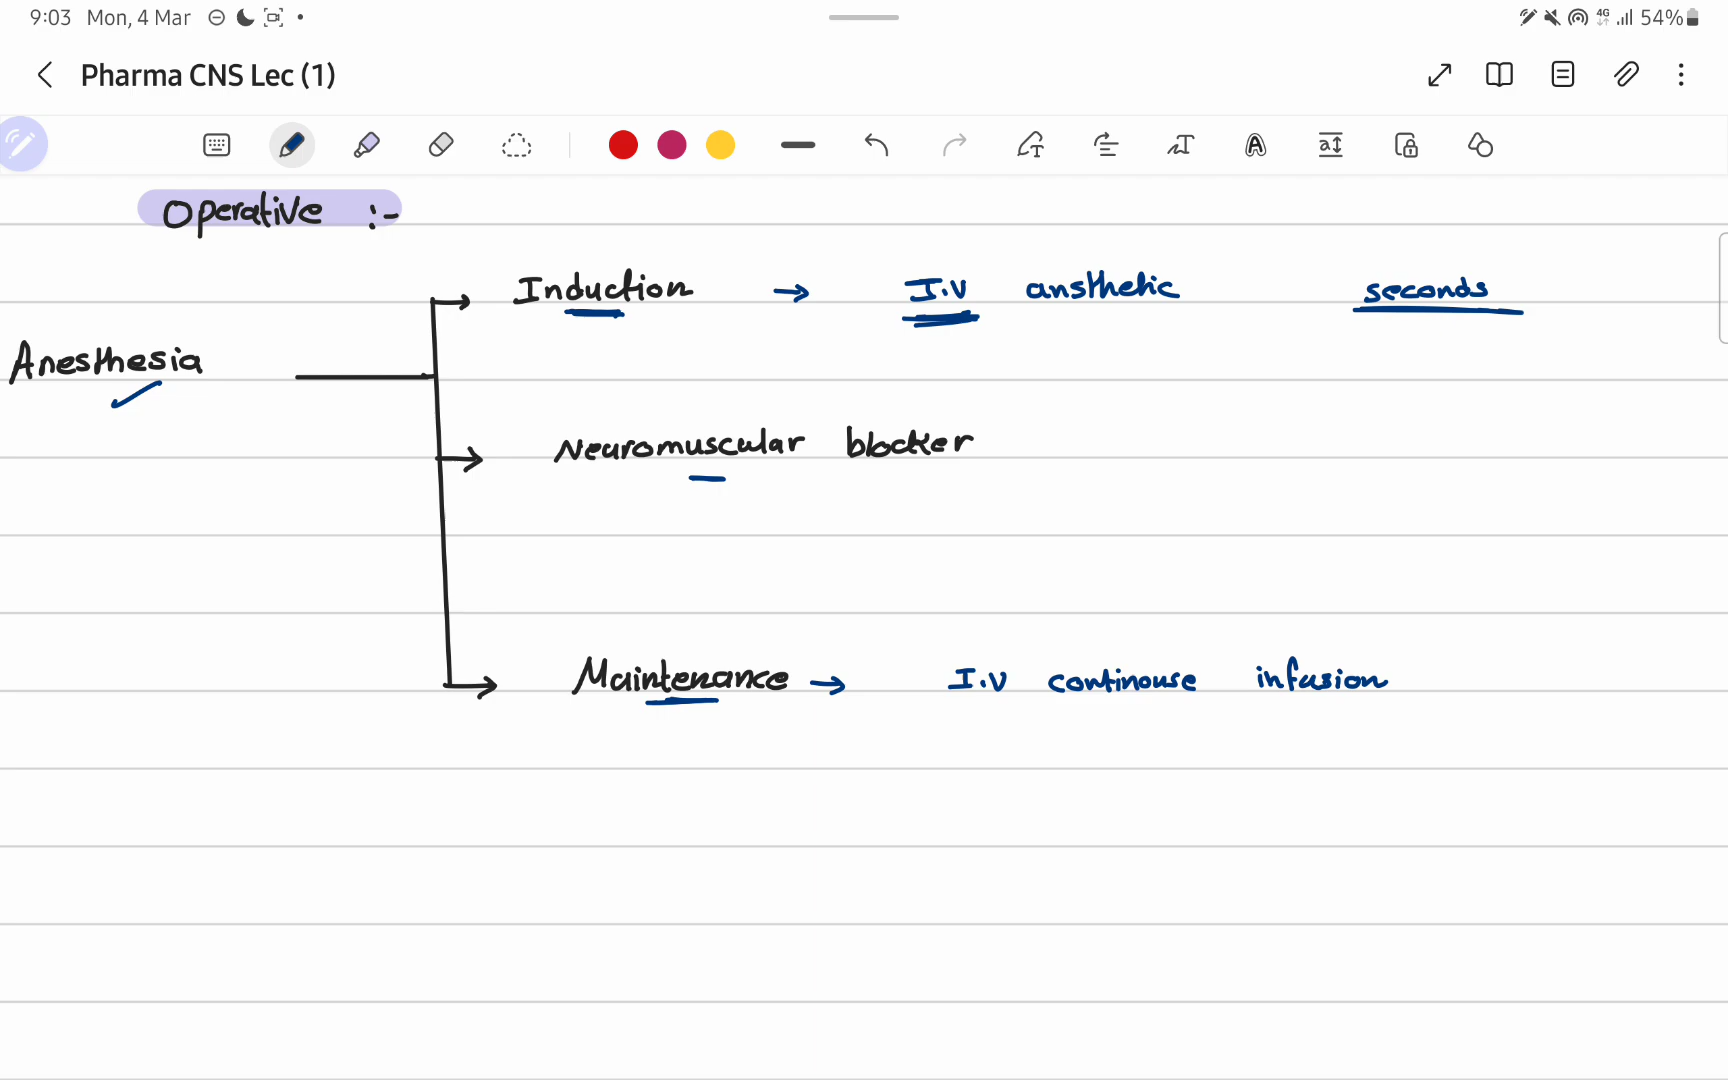 9:03 Mon, 4 Mar 4G 54%
Pharma CNS Lec (1)
Operative :-
Induction → I.V ansthetic seconds
Anesthesia
Neuromuscular blocker
Maintenance → I.V continouse infusion